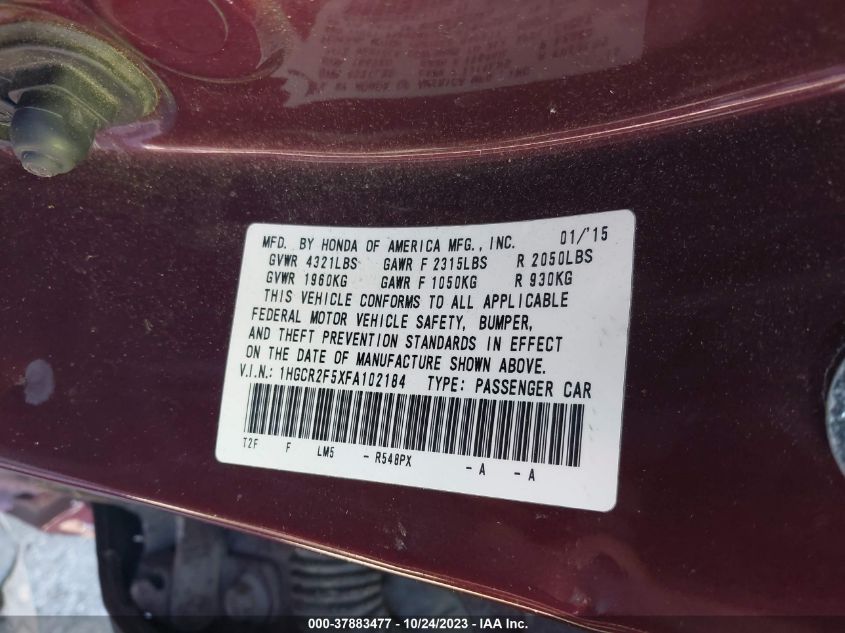 MFD. BY HONDA OF AMERICA MFG., INC. 01/'15
GVWR 4321LBS GAWR F 2315LBS R 2050LBS
GVWR 1960KG GAWR F 1050KG R 930KG
THIS VEHICLE CONFORMS TO ALL APPLICABLE
FEDERAL MOTOR VEHICLE SAFETY, BUMPER,
AND THEFT PREVENTION STANDARDS IN EFFECT
ON THE DATE OF MANUFACTURE SHOWN ABOVE.
V.I.N.: 1HGCR2F5XFA102184 TYPE: PASSENGER CAR
T2F F LM5 - R548PX - A - A
000-37883477 - 10/24/2023 - IAA